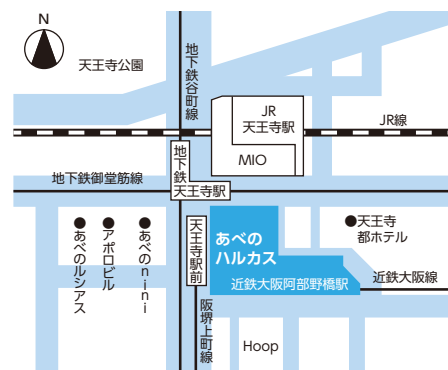 N
天王寺公園
地下鉄谷町線
JR
天王寺駅
JR線
MIO
地下鉄
天王寺駅
地下鉄御堂筋線
天王寺駅前
あべの
ハルカス
近鉄大阪阿部野橋駅
●天王寺
都ホテル
近鉄大阪線
●あべのnini
●アポロビル
●あべのルシアス
阪堺上町線
Hoop